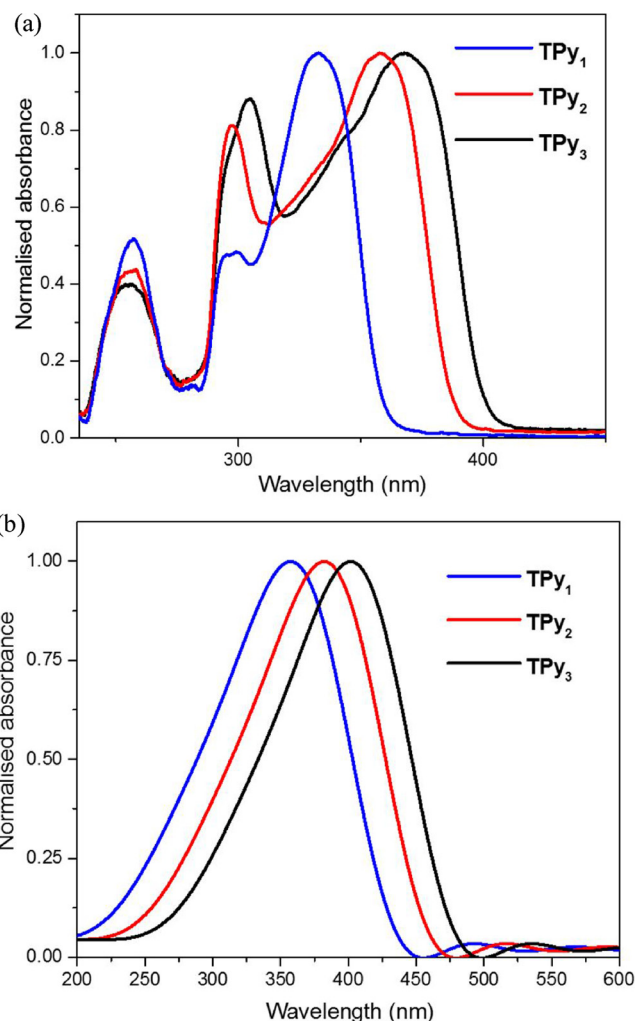 (a)
1.0
0.8
0.6
0.4
0.2
0.0
Normalised absorbance
TPy₁
TPy₂
TPy₃
300 400
Wavelength (nm)
(b)
1.00
0.75
0.50
0.25
0.00
Normalised absorbance
TPy₁
TPy₂
TPy₃
200 250 300 350 400 450 500 550 600
Wavelength (nm)